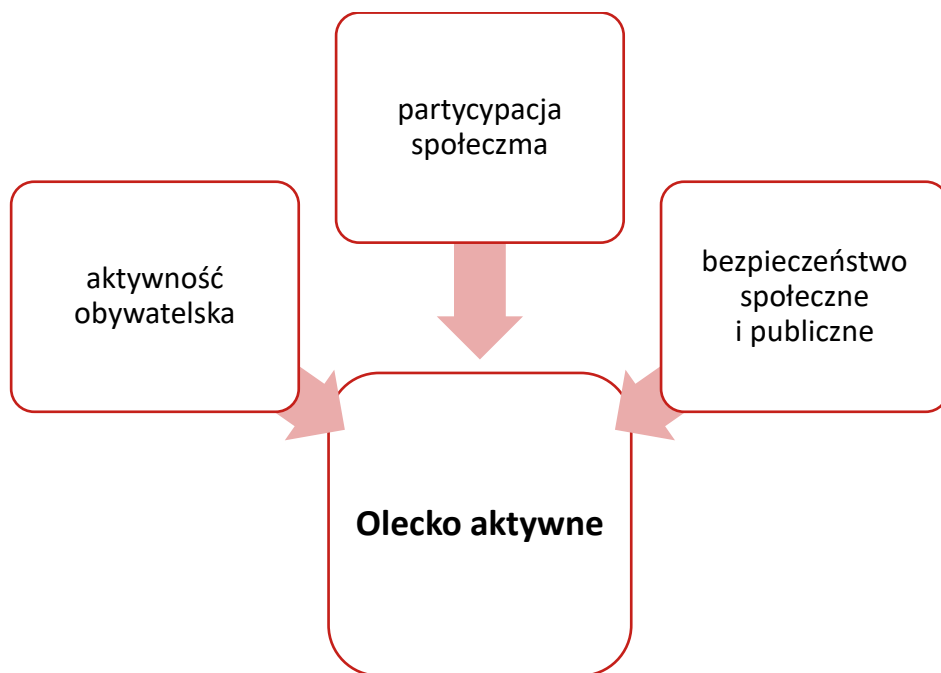 partycypacja
społeczma
aktywność
obywatelska
bezpieczeństwo
społeczne
i publiczne
Olecko aktywne